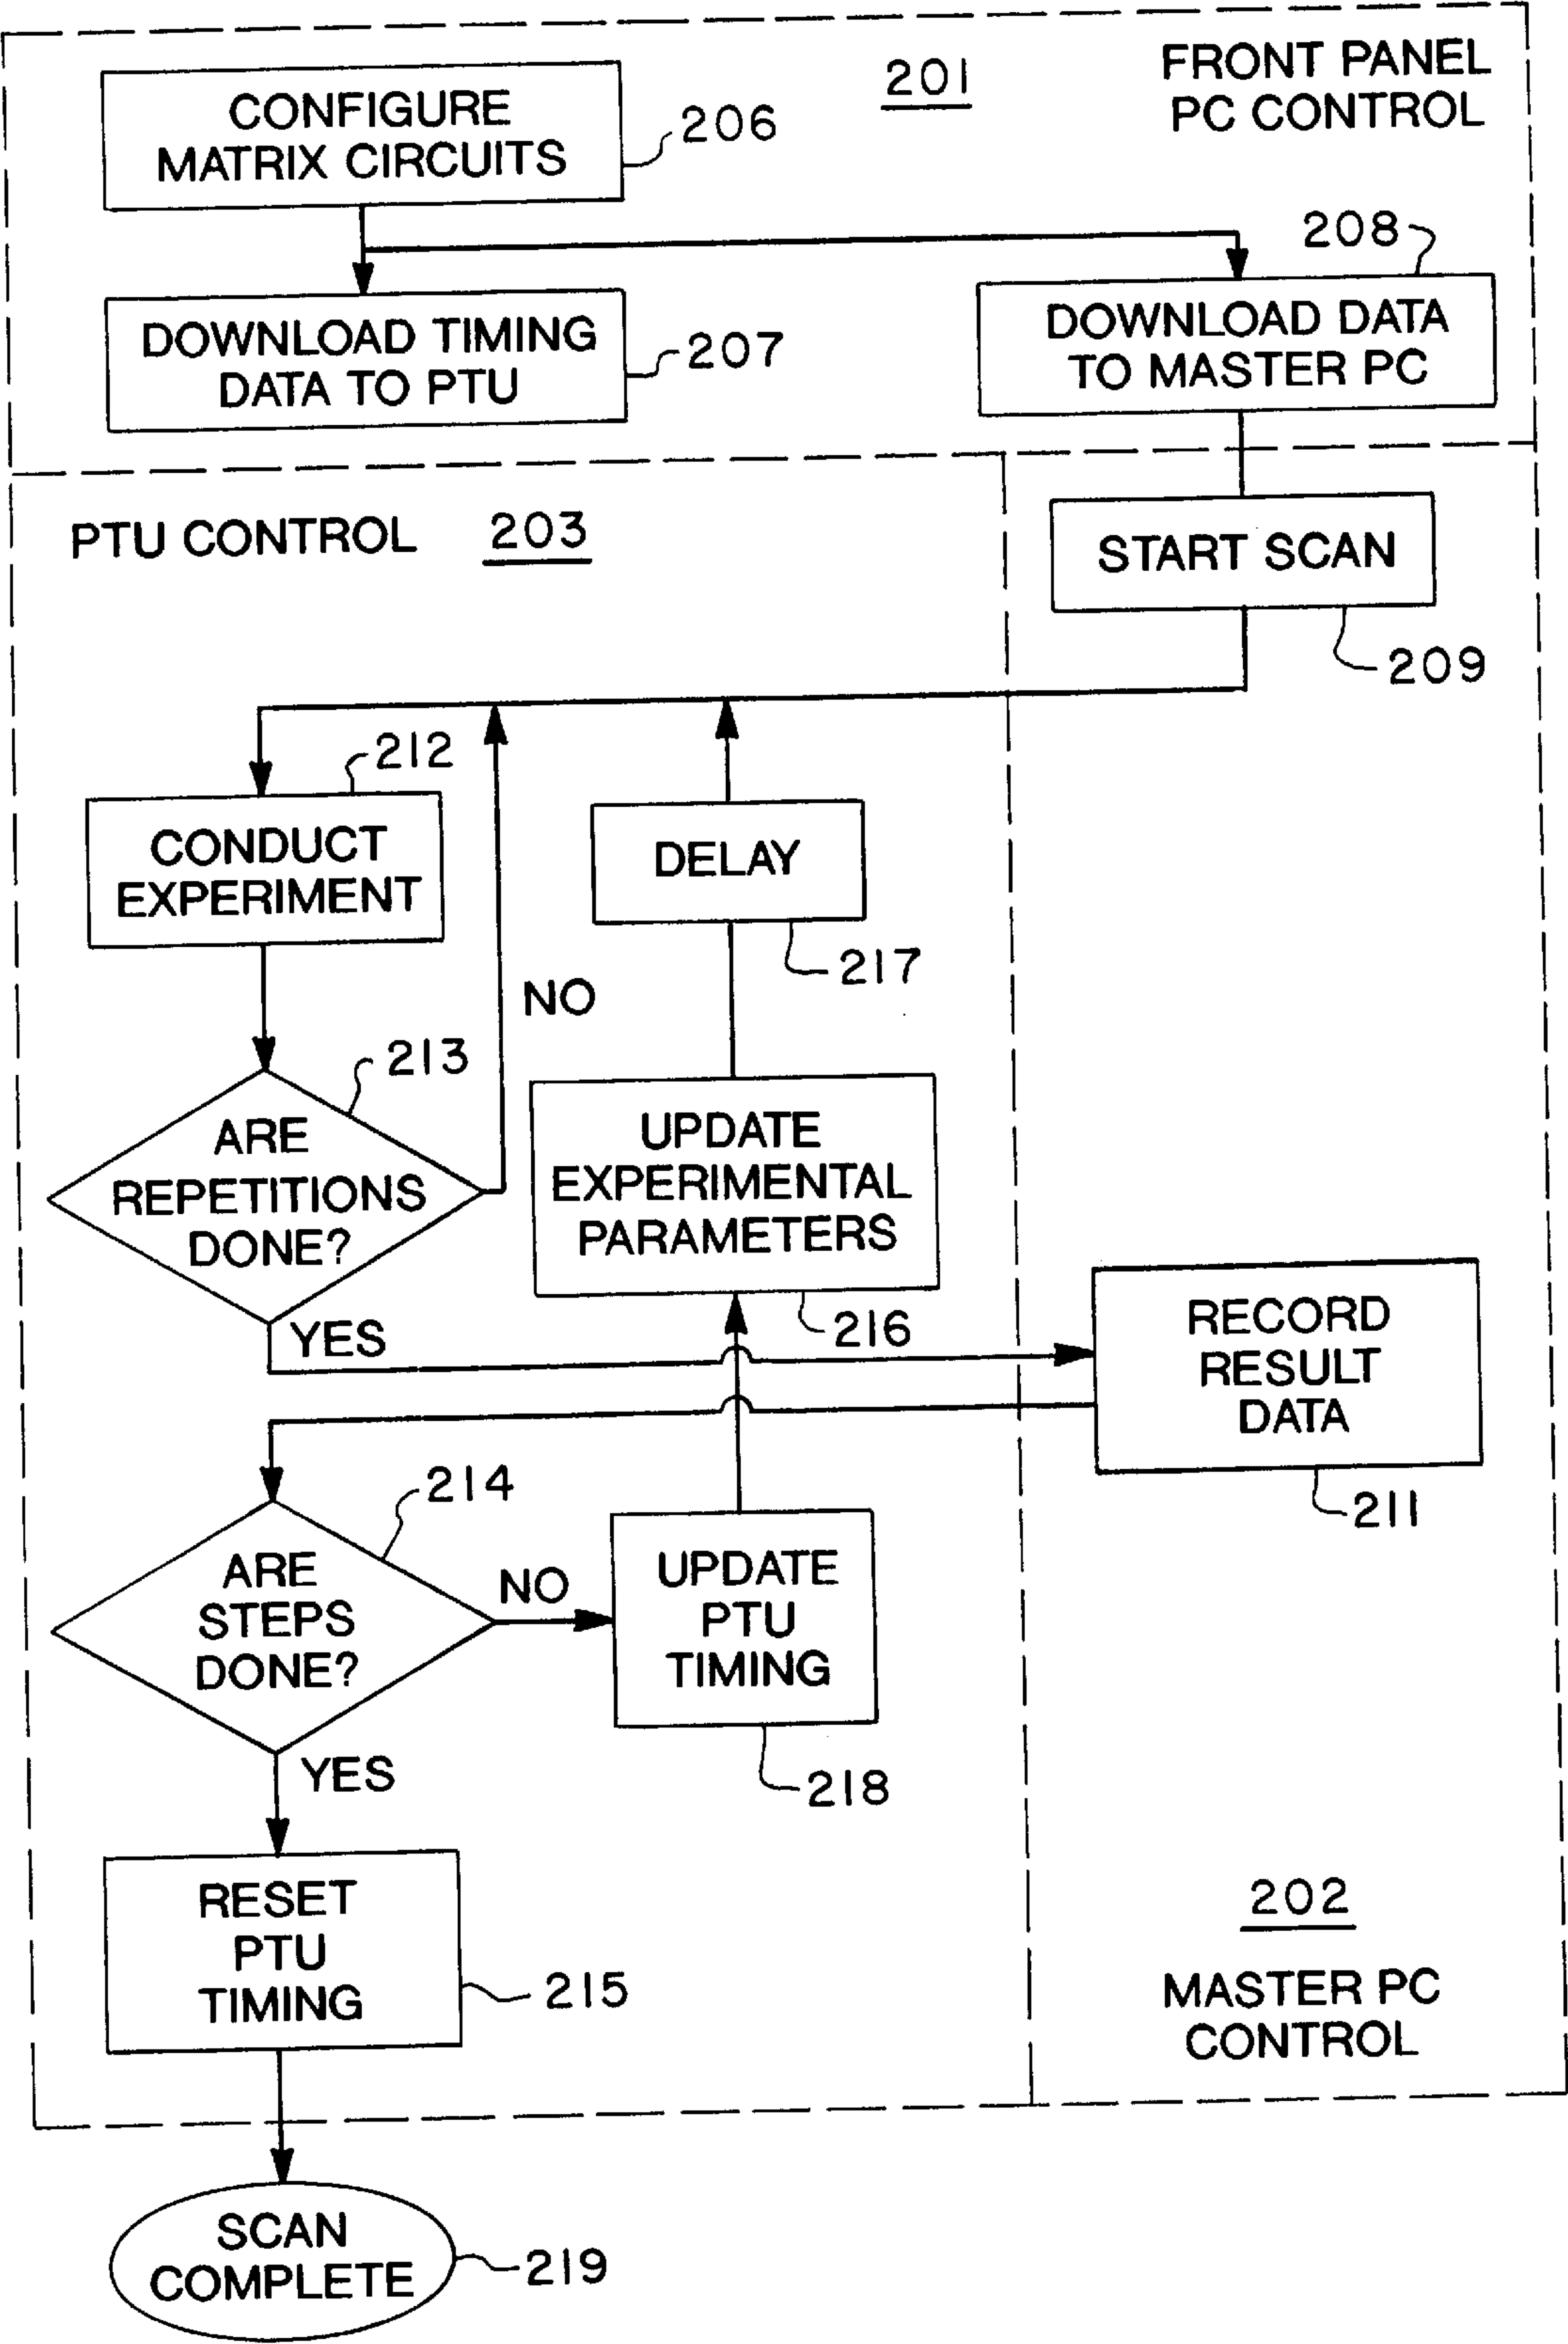 201
FRONT PANEL
PC CONTROL
CONFIGURE
MATRIX CIRCUITS
206
208
DOWNLOAD TIMING
DATA TO PTU
207
DOWNLOAD DATA
TO MASTER PC
PTU CONTROL
203
START SCAN
209
212
CONDUCT
EXPERIMENT
DELAY
217
NO
213
ARE
REPETITIONS
DONE?
UPDATE
EXPERIMENTAL
PARAMETERS
216
YES
RECORD
RESULT
DATA
211
214
ARE
STEPS
DONE?
NO
UPDATE
PTU
TIMING
218
YES
RESET
PTU
TIMING
215
202
MASTER PC
CONTROL
SCAN
COMPLETE
219